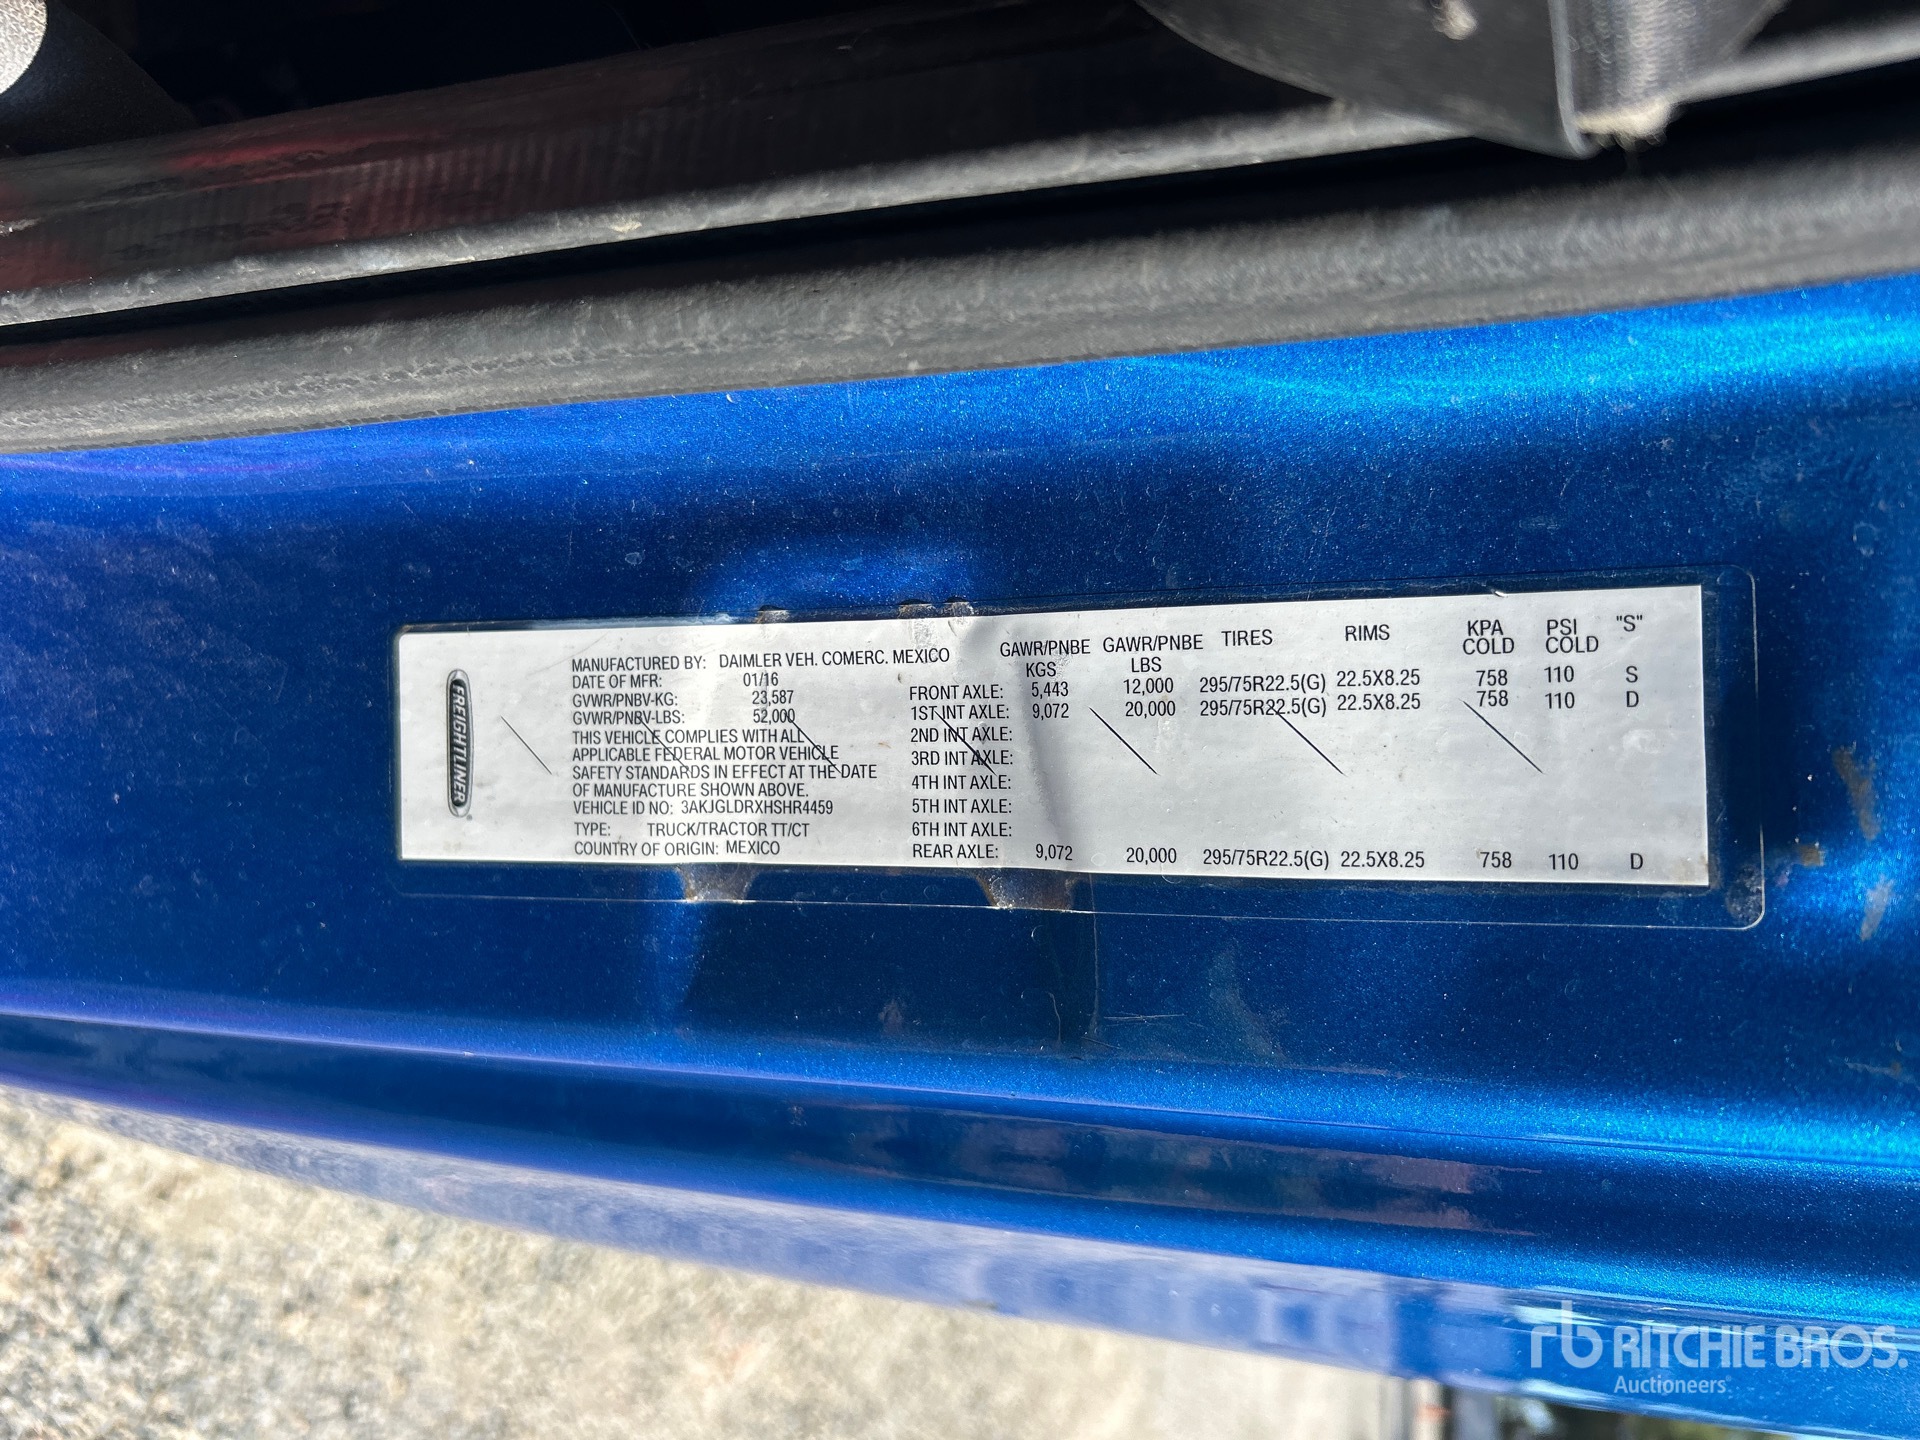 FREIGHTLINER
MANUFACTURED BY: DAIMLER VEH. COMERC. MEXICO
DATE OF MFR: 01/16
GVWR/PNBV-KG: 23,587
GVWR/PNBV-LBS: 52,000
THIS VEHICLE COMPLIES WITH ALL
APPLICABLE FEDERAL MOTOR VEHICLE
SAFETY STANDARDS IN EFFECT AT THE DATE
OF MANUFACTURE SHOWN ABOVE.
VEHICLE ID NO: 3AKJGLDRXHSHR4459
TYPE: TRUCK/TRACTOR TT/CT
COUNTRY OF ORIGIN: MEXICO
GAWR/PNBE KGS GAWR/PNBE LBS TIRES RIMS KPA COLD PSI COLD "S"
FRONT AXLE: 5,443 12,000 295/75R22.5(G) 22.5X8.25 758 110 S
1ST INT AXLE: 9,072 20,000 295/75R22.5(G) 22.5X8.25 758 110 D
2ND INT AXLE:
3RD INT AXLE:
4TH INT AXLE:
5TH INT AXLE:
6TH INT AXLE:
REAR AXLE: 9,072 20,000 295/75R22.5(G) 22.5X8.25 758 110 D
rb RITCHIE BROS.
Auctioneers